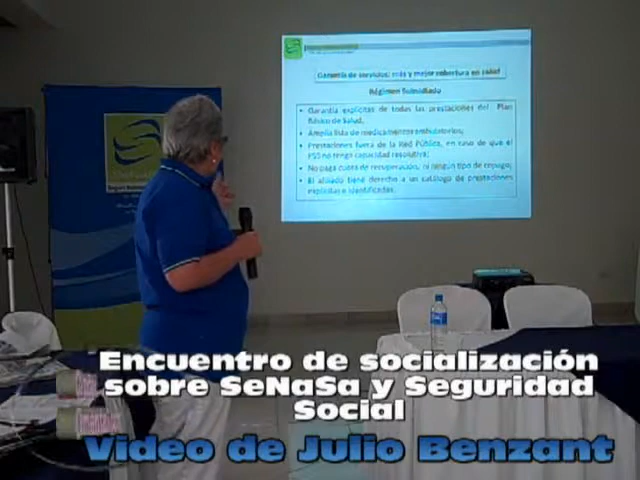 Garantía de servicios: más y mejor cobertura en salud
Régimen Subsidiado
• Garantía explícitas de todas las prestaciones del Plan
Básico de Salud;
• Amplia lista de medicamentos ambulatorios;
• Prestaciones fuera de la Red Pública, en caso de que el
PSS no tenga capacidad resolutiva;
• No paga cuota de recuperación, ni ningún tipo de copago;
• El afiliado tiene derecho a un catálogo de prestaciones
explícitas e identificadas.
SeNaSa
Encuentro de socialización
sobre SeNaSa y Seguridad
Social
Video de Julio Benzant